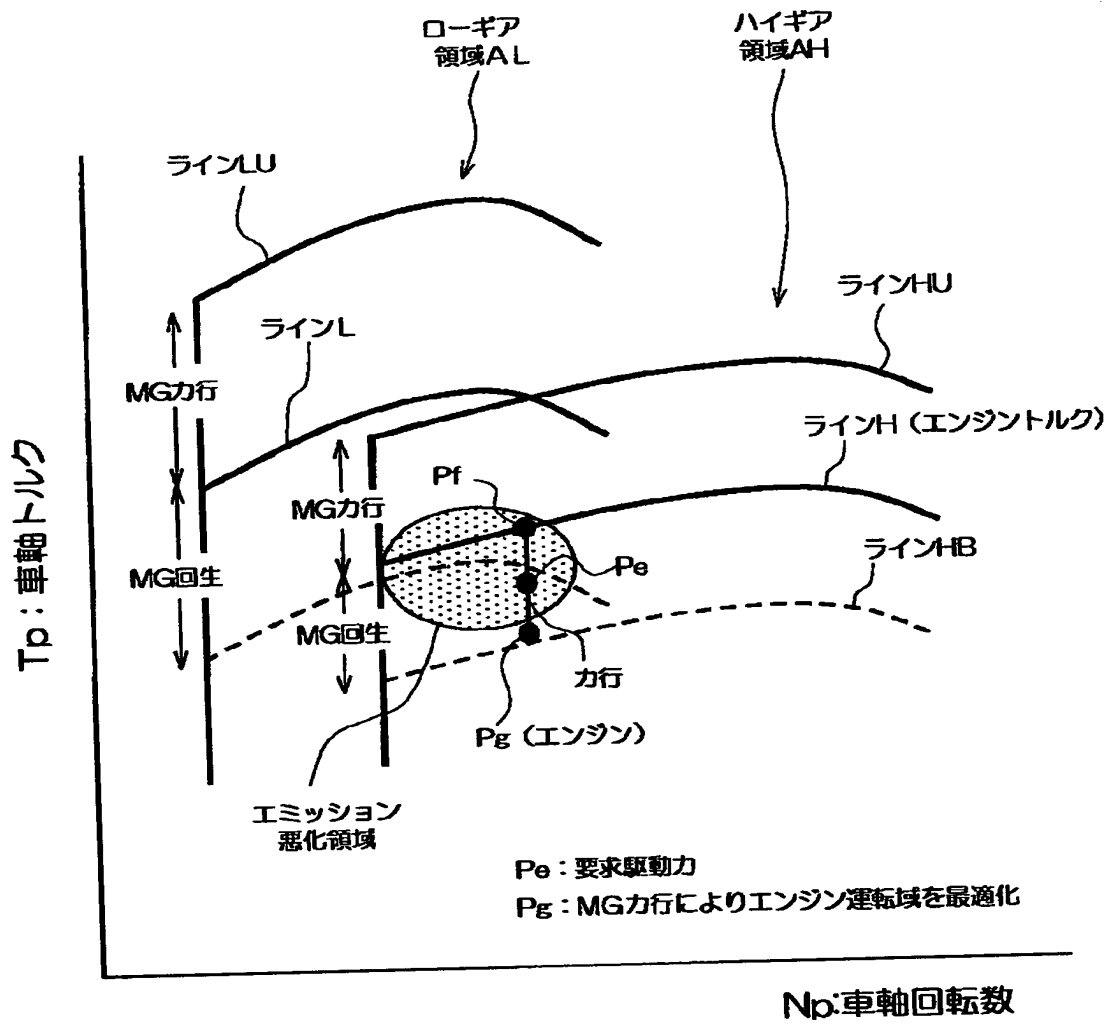 ローギア
領域AL
ハイギア
領域AH
ラインLU
ラインHU
ラインL
MG力行
ラインH（エンジントルク）
Pf
MG力行
ラインHB
Pe
MG回生
MG回生
力行
Pg（エンジン）
エミッション
悪化領域
Tp：車軸トルク
Pe：要求駆動力
Pg：MG力行によりエンジン運転域を最適化
Np:車軸回転数